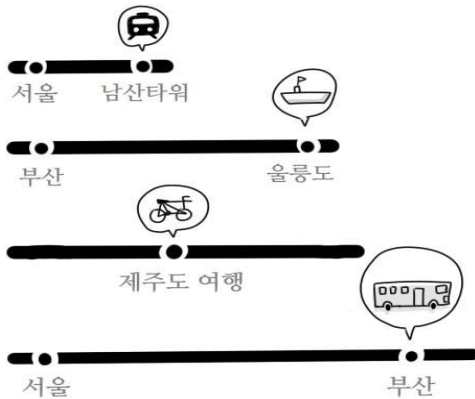 서울 남산타워
부산 울릉도
제주도 여행
서울 부산